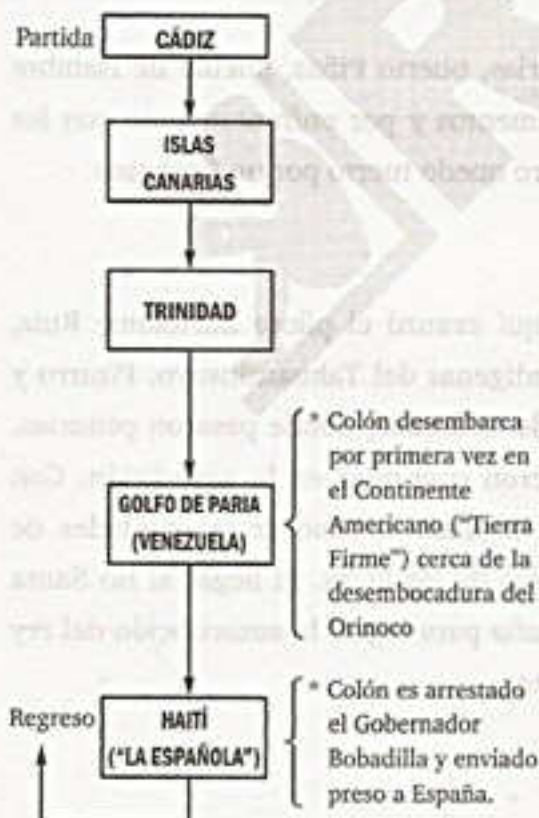 Partida
CÁDIZ
ISLAS
CANARIAS
TRINIDAD
GOLFO DE PARIA
(VENEZUELA)
* Colón desembarca
por primera vez en
el Continente
Americano ("Tierra
Firme") cerca de la
desembocadura del
Orinoco
Regreso
HAITÍ
("LA ESPAÑOLA")
* Colón es arrestado
el Gobernador
Bobadilla y enviado
preso a España.